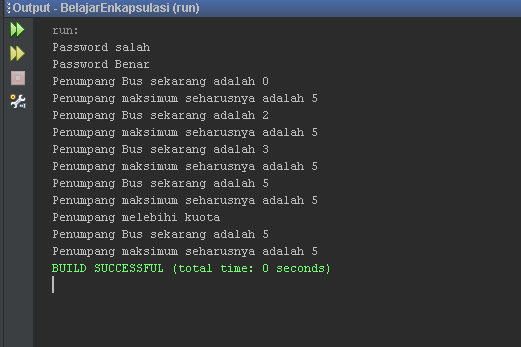 Output - BelajarEnkapsulasi (run)
run:
Password salah
Password Benar
Penumpang Bus sekarang adalah 0
Penumpang maksimum seharusnya adalah 5
Penumpang Bus sekarang adalah 2
Penumpang maksimum seharusnya adalah 5
Penumpang Bus sekarang adalah 3
Penumpang maksimum seharusnya adalah 5
Penumpang Bus sekarang adalah 5
Penumpang maksimum seharusnya adalah 5
Penumpang melebihi kuota
Penumpang Bus sekarang adalah 5
Penumpang maksimum seharusnya adalah 5
BUILD SUCCESSFUL (total time: 0 seconds)